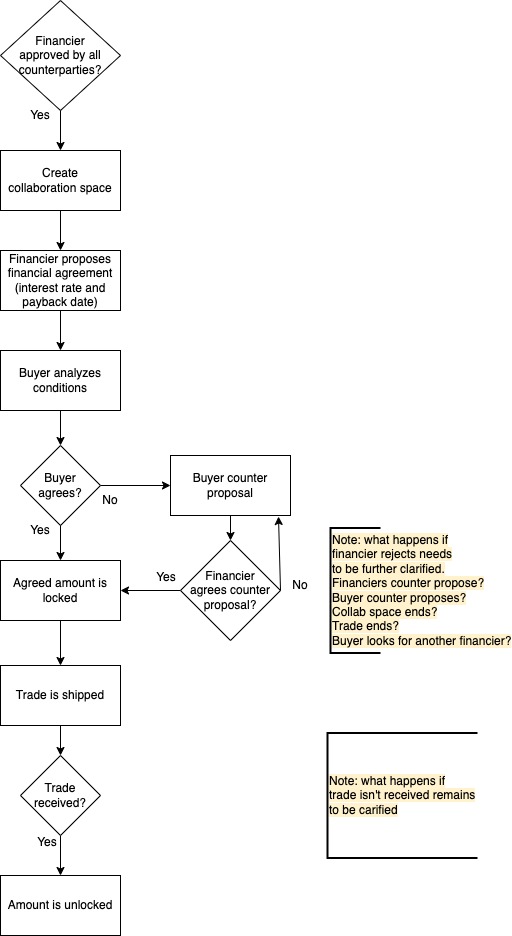 Financier
approved by all
counterparties?
Yes
Create
collaboration space
Financier proposes
financial agreement
(interest rate and
payback date)
Buyer analyzes
conditions
Buyer
agrees?
No
Yes
Buyer counter
proposal
Financier
agrees counter
proposal?
Yes
No
Agreed amount is
locked
Note: what happens if
financier rejects needs
to be further clarified.
Financiers counter propose?
Buyer counter proposes?
Collab space ends?
Trade ends?
Buyer looks for another financier?
Trade is shipped
Trade
received?
Yes
Note: what happens if
trade isn't received remains
to be carified
Amount is unlocked